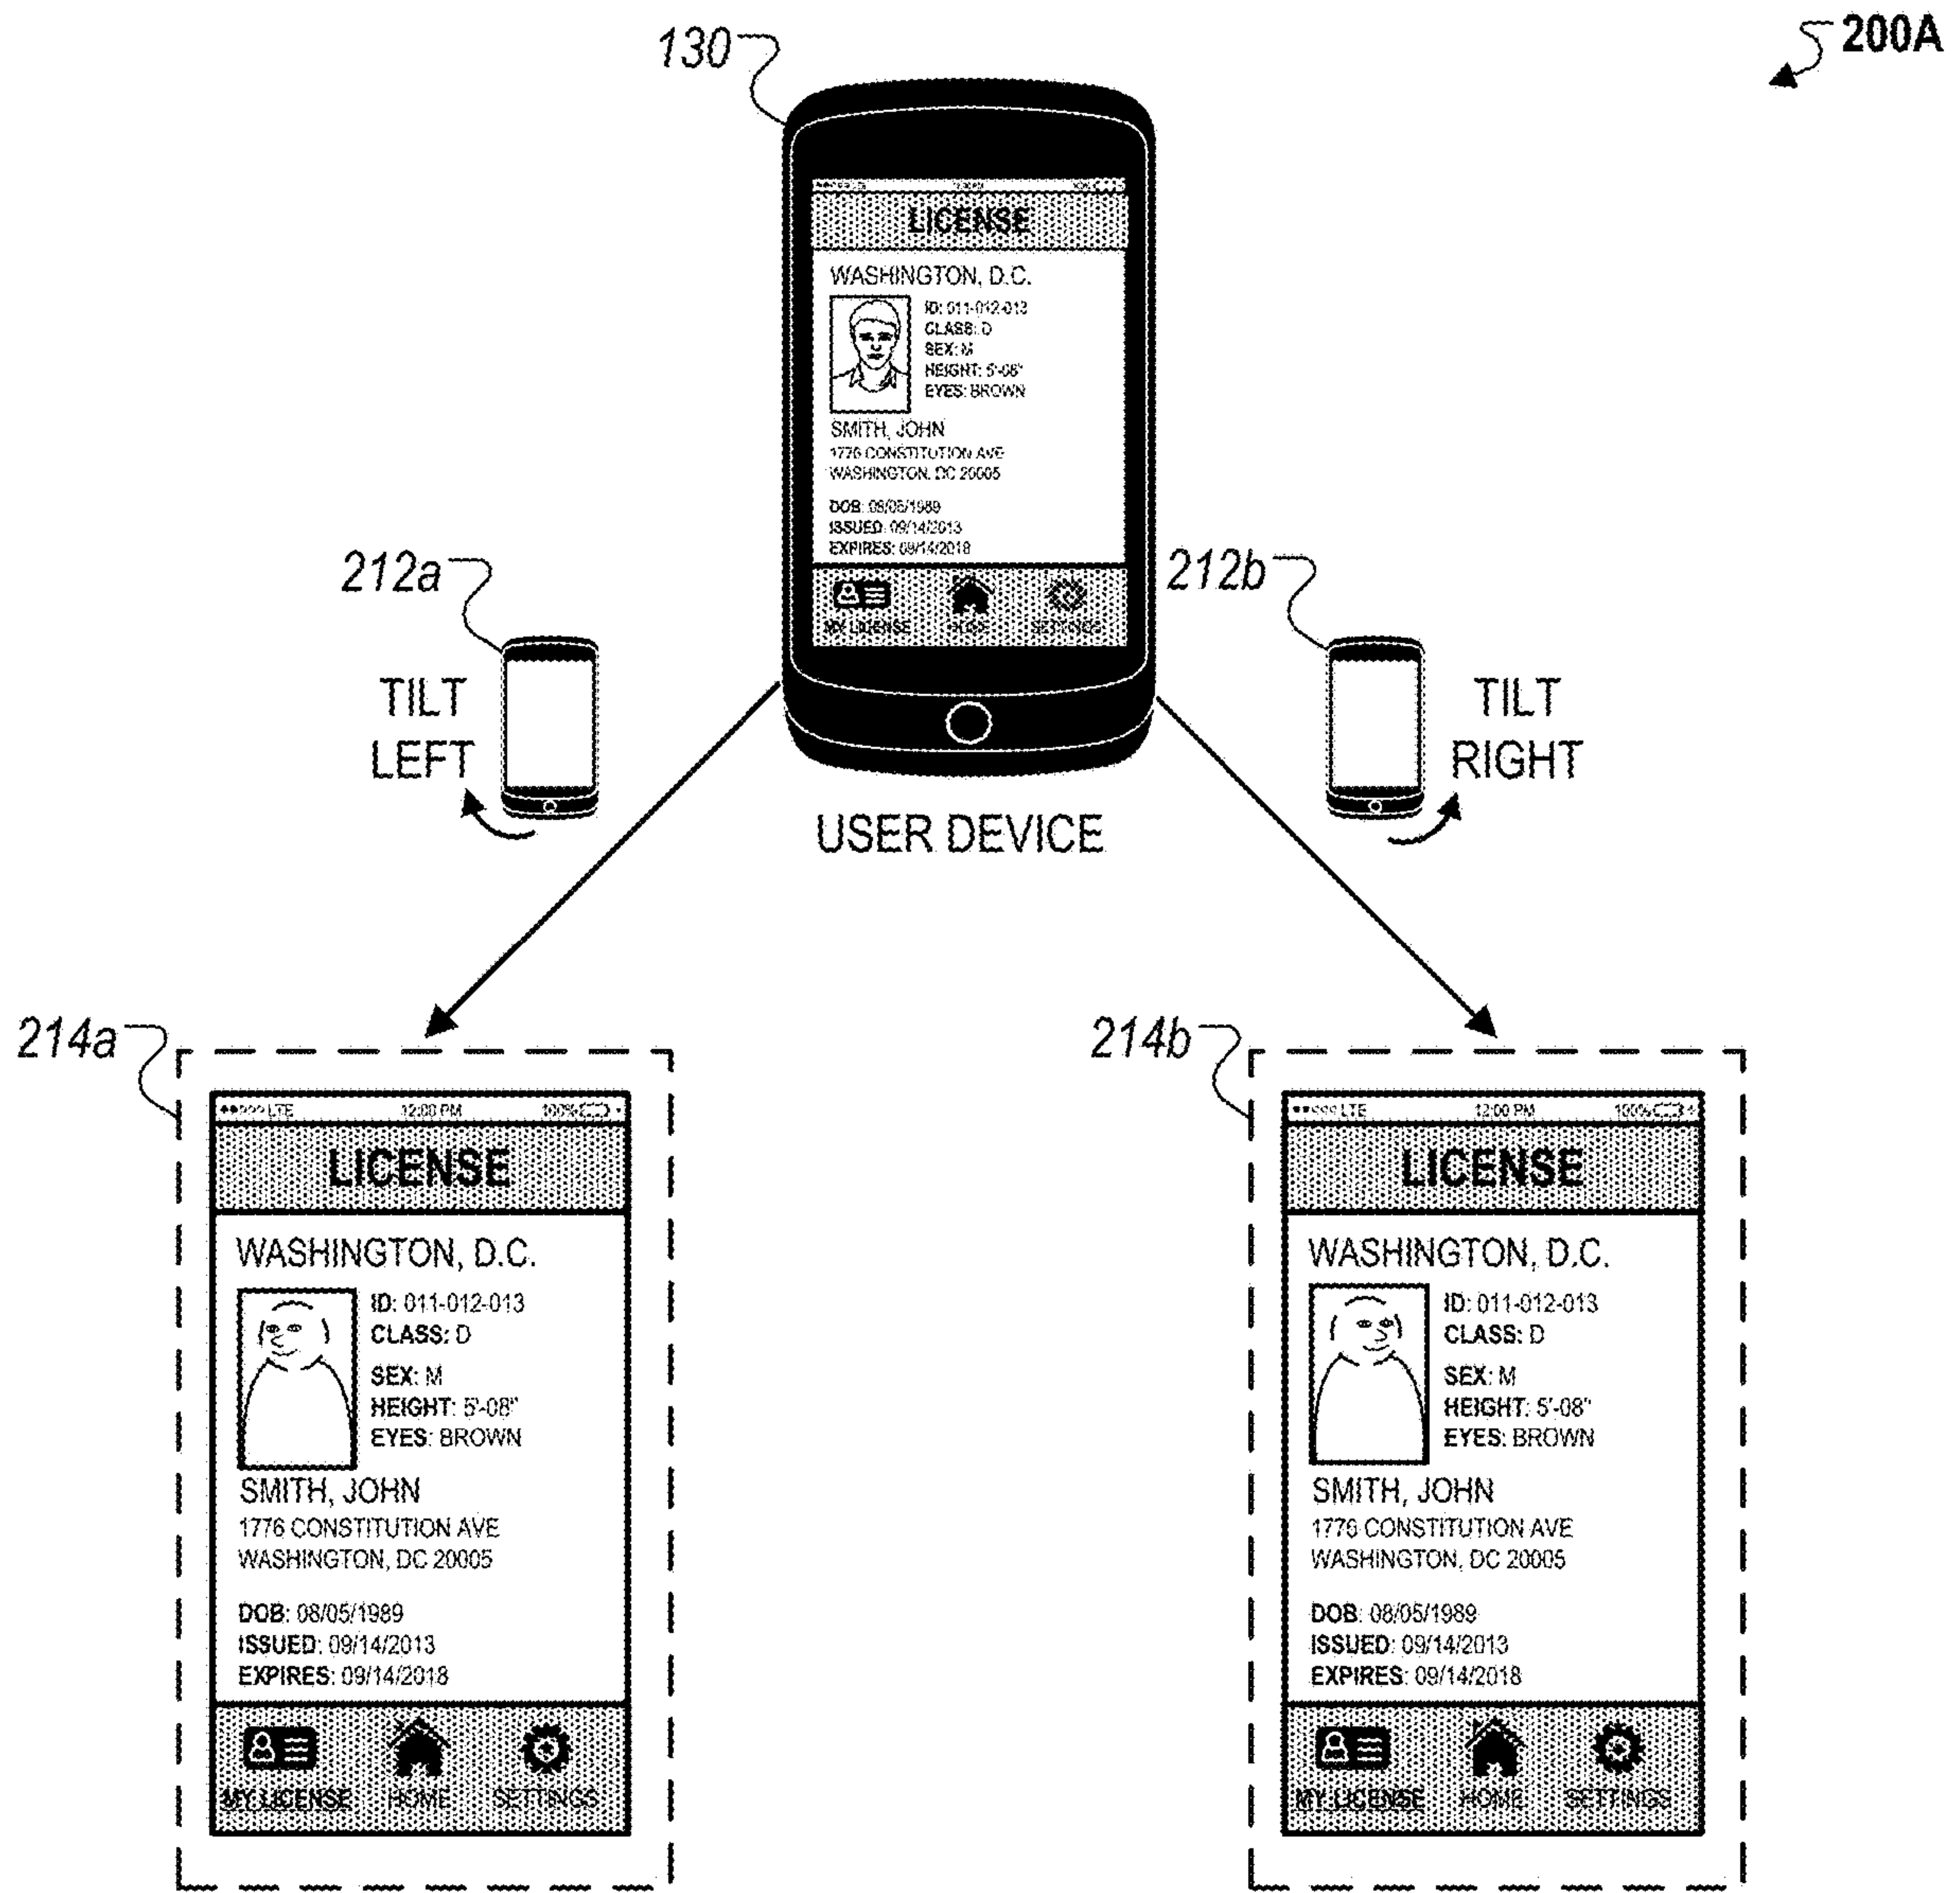 200A
130
LICENSE
WASHINGTON, D.C.
ID: 011-012-013
CLASS: D
SEX: M
HEIGHT: 5'-08"
EYES: BROWN
SMITH, JOHN
1776 CONSTITUTION AVE
WASHINGTON, DC 20005
DOB: 08/05/1989
ISSUED: 09/14/2013
EXPIRES: 09/14/2018
MY LICENSE
SETTINGS
USER DEVICE
212a
TILT
LEFT
212b
TILT
RIGHT
214a
LTE 12:00 PM 100%
LICENSE
WASHINGTON, D.C.
ID: 011-012-013
CLASS: D
SEX: M
HEIGHT: 5'-08"
EYES: BROWN
SMITH, JOHN
1776 CONSTITUTION AVE
WASHINGTON, DC 20005
DOB: 08/05/1989
ISSUED: 09/14/2013
EXPIRES: 09/14/2018
MY LICENSE HOME SETTINGS
214b
LTE 12:00 PM 100%
LICENSE
WASHINGTON, D.C.
ID: 011-012-013
CLASS: D
SEX: M
HEIGHT: 5'-08"
EYES: BROWN
SMITH, JOHN
1776 CONSTITUTION AVE
WASHINGTON, DC 20005
DOB: 08/05/1989
ISSUED: 09/14/2013
EXPIRES: 09/14/2018
MY LICENSE HOME SETTINGS